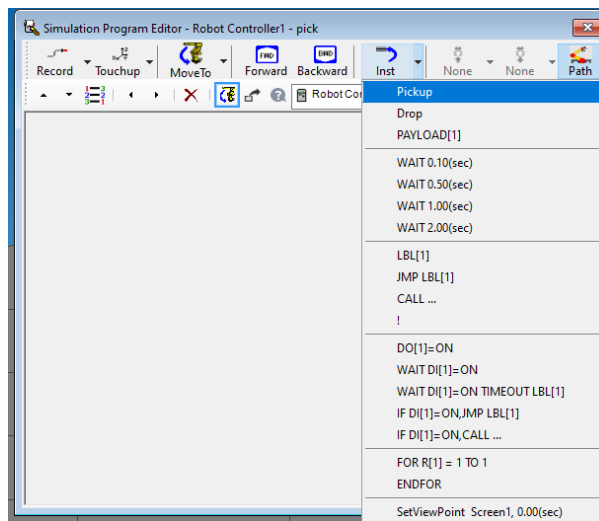 Simulation Program Editor - Robot Controller1 - pick
Record Touchup MoveTo FWD Forward BWD Backward Inst None None Path
Robot Cor
Pickup
Drop
PAYLOAD[1]
WAIT 0.10(sec)
WAIT 0.50(sec)
WAIT 1.00(sec)
WAIT 2.00(sec)
LBL[1]
JMP LBL[1]
CALL ...
!
DO[1]=ON
WAIT DI[1]=ON
WAIT DI[1]=ON TIMEOUT LBL[1]
IF DI[1]=ON,JMP LBL[1]
IF DI[1]=ON,CALL ...
FOR R[1] = 1 TO 1
ENDFOR
SetViewPoint Screen1, 0.00(sec)